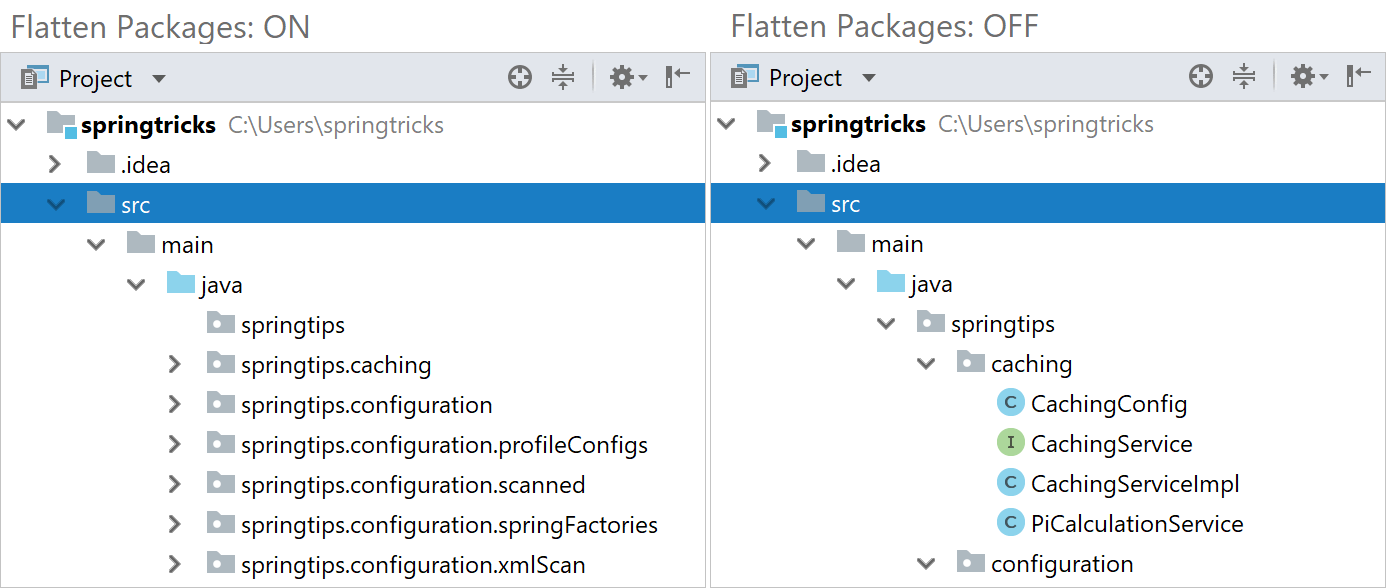 Flatten Packages: ON
Project
springtricks C:\Users\springtricks
.idea
src
main
java
springtips
springtips.caching
springtips.configuration
springtips.configuration.profileConfigs
springtips.configuration.scanned
springtips.configuration.springFactories
springtips.configuration.xmlScan
Flatten Packages: OFF
Project
springtricks C:\Users\springtricks
.idea
src
main
java
springtips
caching
C CachingConfig
I CachingService
C CachingServiceImpl
C PiCalculationService
configuration